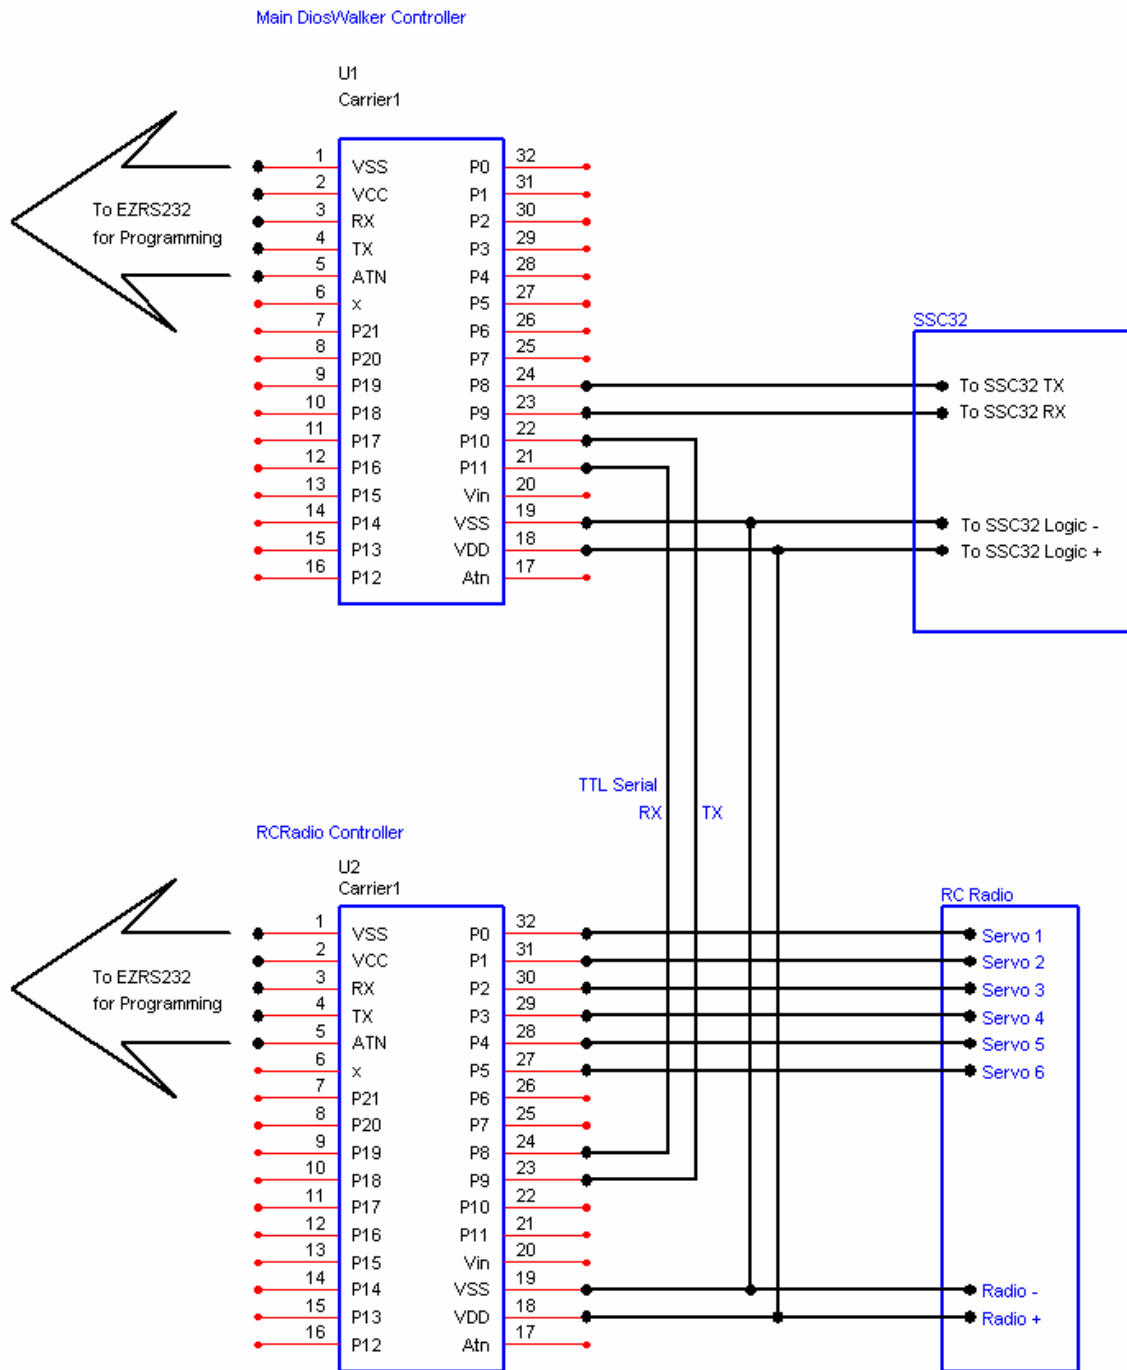 Main DiosWalker Controller
U1
Carrier1
To EZRS232
for Programming
1 VSS P0 32
2 VCC P1 31
3 RX P2 30
4 TX P3 29
5 ATN P4 28
6 x P5 27
7 P21 P6 26
8 P20 P7 25
9 P19 P8 24
10 P18 P9 23
11 P17 P10 22
12 P16 P11 21
13 P15 Vin 20
14 P14 VSS 19
15 P13 VDD 18
16 P12 Atn 17
SSC32
To SSC32 TX
To SSC32 RX
To SSC32 Logic -
To SSC32 Logic +
TTL Serial
RX TX
RCRadio Controller
U2
Carrier1
To EZRS232
for Programming
1 VSS P0 32
2 VCC P1 31
3 RX P2 30
4 TX P3 29
5 ATN P4 28
6 x P5 27
7 P21 P6 26
8 P20 P7 25
9 P19 P8 24
10 P18 P9 23
11 P17 P10 22
12 P16 P11 21
13 P15 Vin 20
14 P14 VSS 19
15 P13 VDD 18
16 P12 Atn 17
RC Radio
Servo 1
Servo 2
Servo 3
Servo 4
Servo 5
Servo 6
Radio -
Radio +